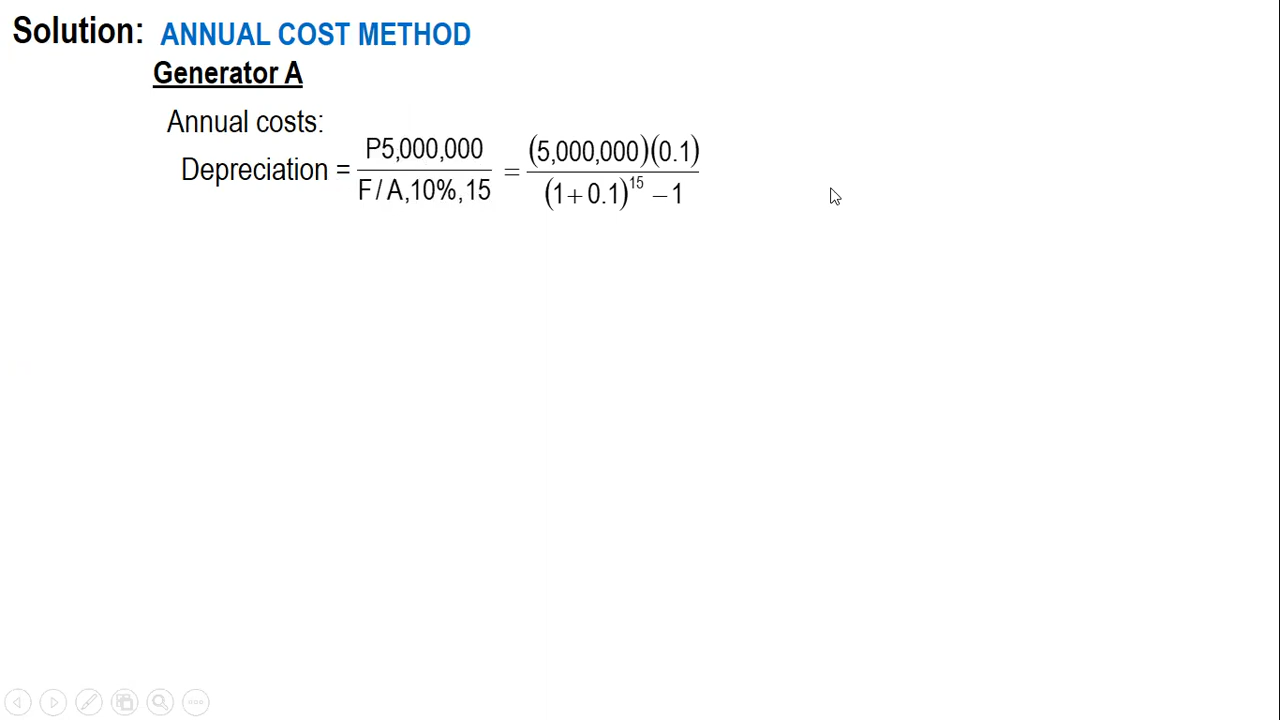 Solution: ANNUAL COST METHOD
Generator A
Annual costs:
Depreciation = P5,000,000 / F / A,10%,15 = (5,000,000)(0.1) / (1+0.1)^15 − 1